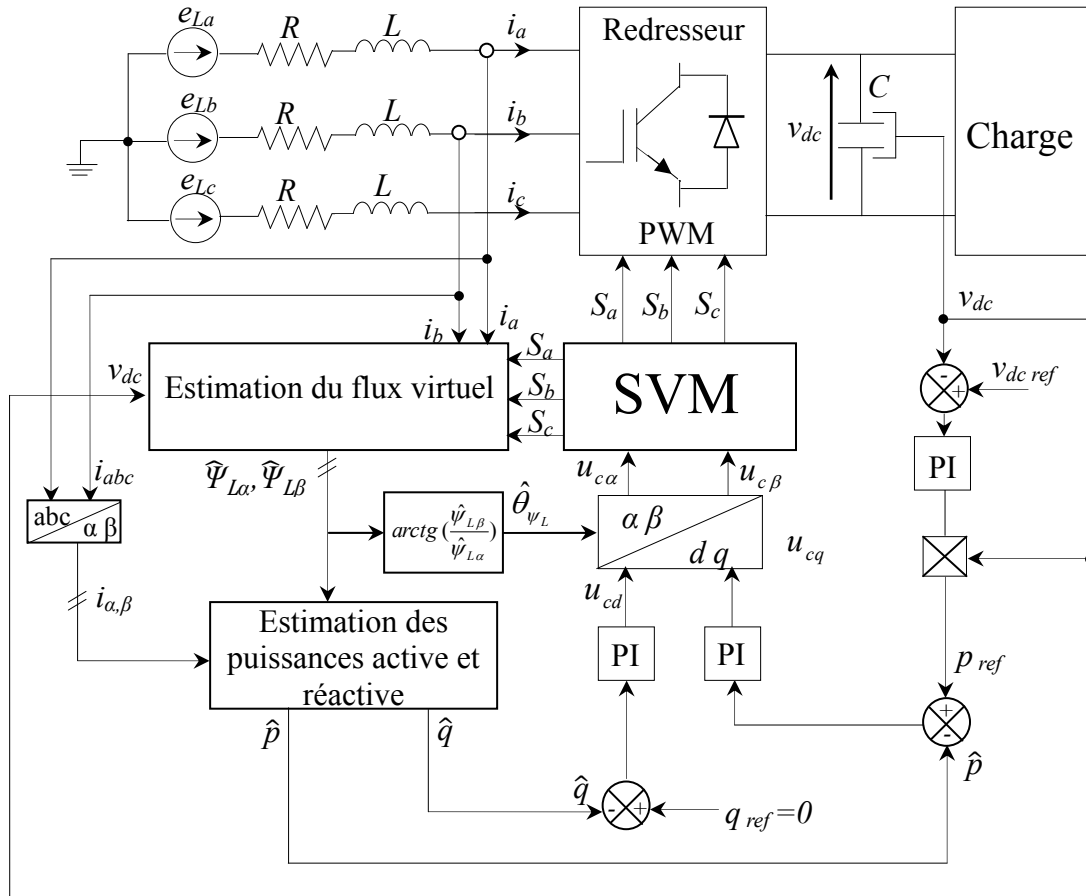 e_La R L i_a
Redresseur
C
e_Lb R L i_b
v_dc
Charge
e_Lc R L i_c
PWM
S_a S_b S_c
v_dc
i_b i_a
v_dc
Estimation du flux virtuel
S_a
S_b
S_c
SVM
- +
v_dc ref
PI
Ψ̂_Lα, Ψ̂_Lβ
u_cα u_cβ
i_abc
abc
α β
arctg (ψ̂_Lβ / ψ̂_Lα)
θ̂_ψ_L
α β
d q
u_cq
u_cd
i_α,β
Estimation des
puissances active et
réactive
PI PI
p_ref
+
-
p̂ q̂
p̂
q̂
- +
q_ref=0